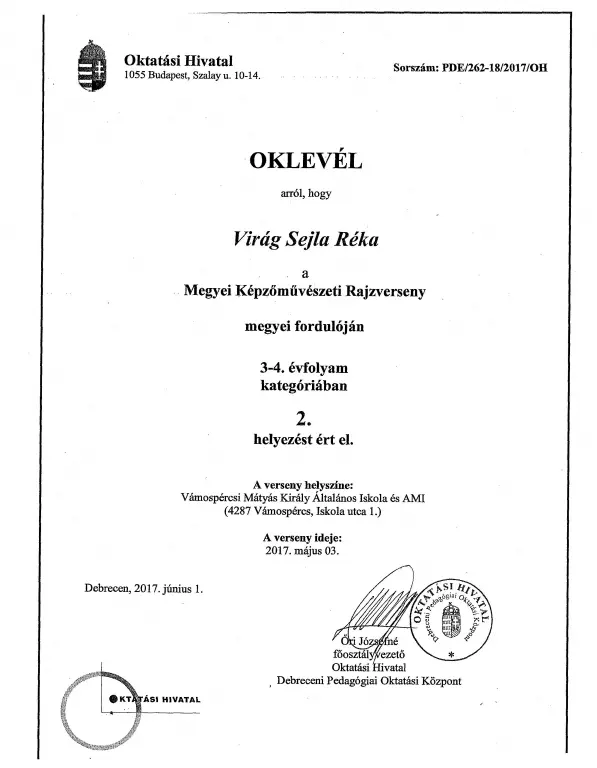 Oktatási Hivatal
1055 Budapest, Szalay u. 10-14.
Sorszám: PDE/262-18/2017/OH
OKLEVÉL
arról, hogy
Virág Sejla Réka
a
Megyei Képzőművészeti Rajzverseny
megyei fordulóján
3-4. évfolyam
kategóriában
2.
helyezést ért el.
A verseny helyszíne:
Vámospércsi Mátyás Király Általános Iskola és AMI
(4287 Vámospércs, Iskola utca 1.)
A verseny ideje:
2017. május 03.
Debrecen, 2017. június 1.
OKTATÁSI HIVATAL
Debreceni Pedagógiai Oktatási Központ
*
Őri Józsefné
főosztályvezető
Oktatási Hivatal
Debreceni Pedagógiai Oktatási Központ
OKTATÁSI HIVATAL